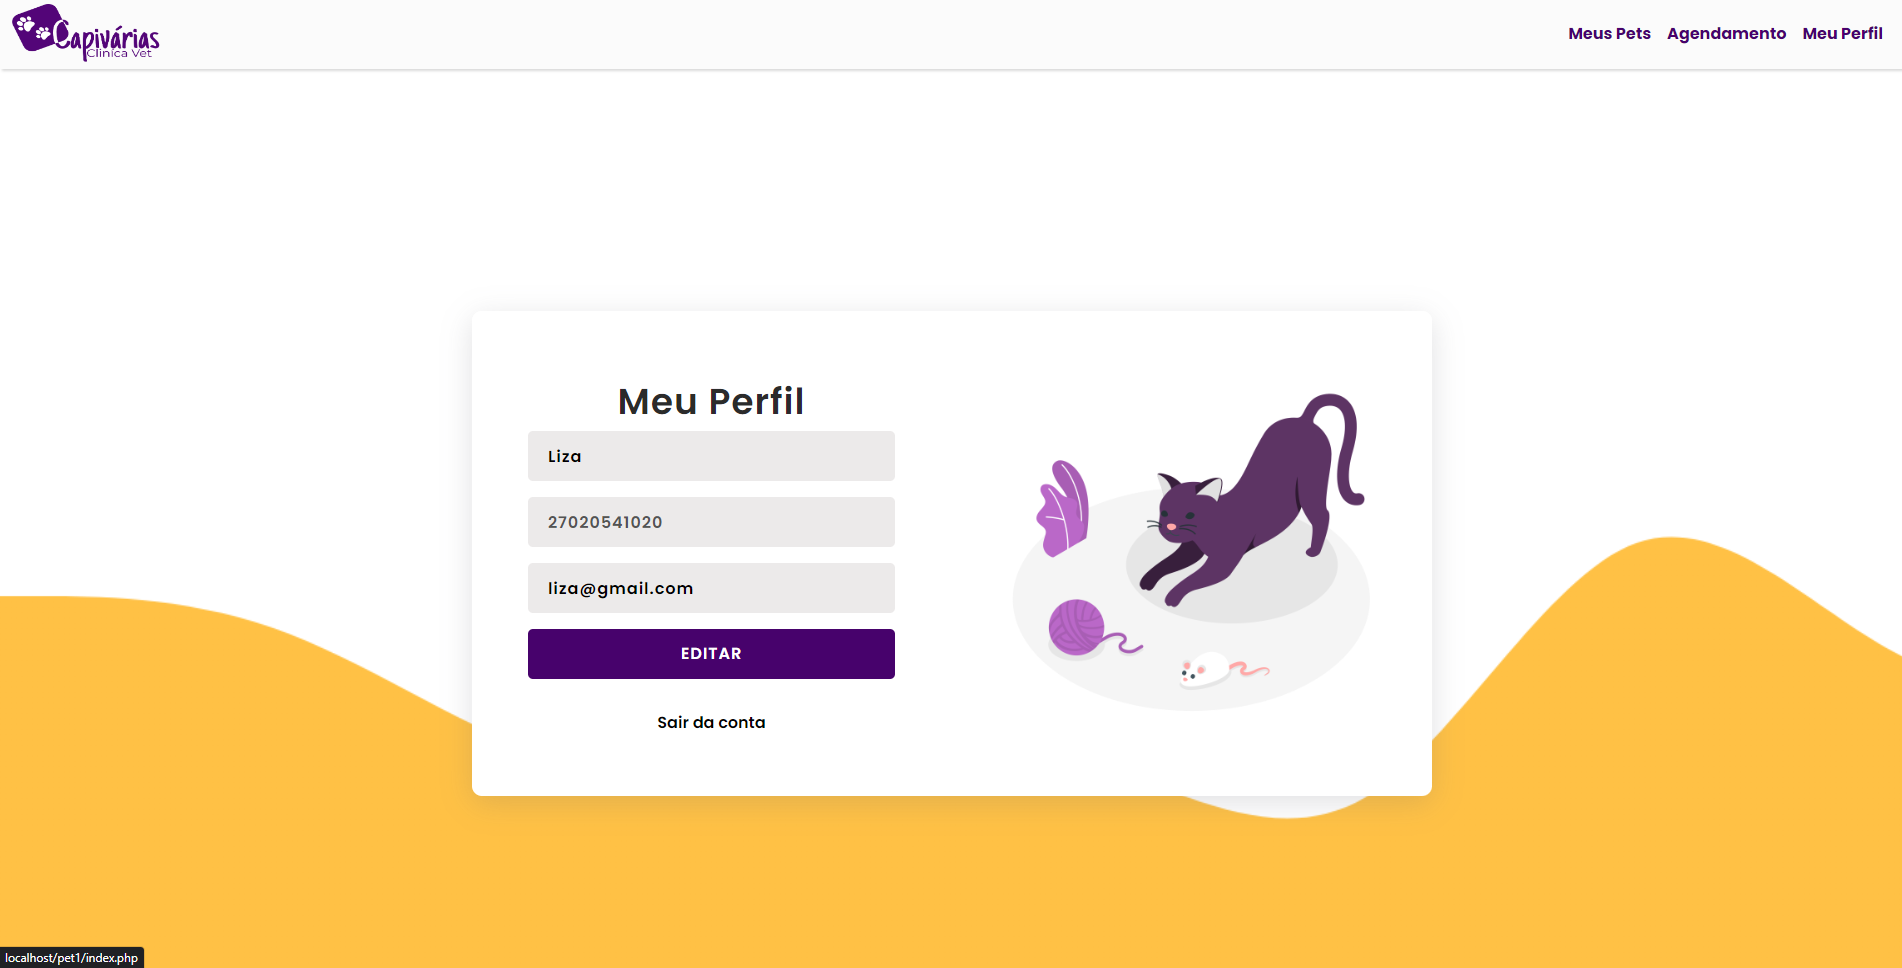 Capivárias
Clinica Vet
Meus Pets Agendamento Meu Perfil
Meu Perfil
Liza
27020541020
liza@gmail.com
EDITAR
Sair da conta
localhost/pet1/index.php